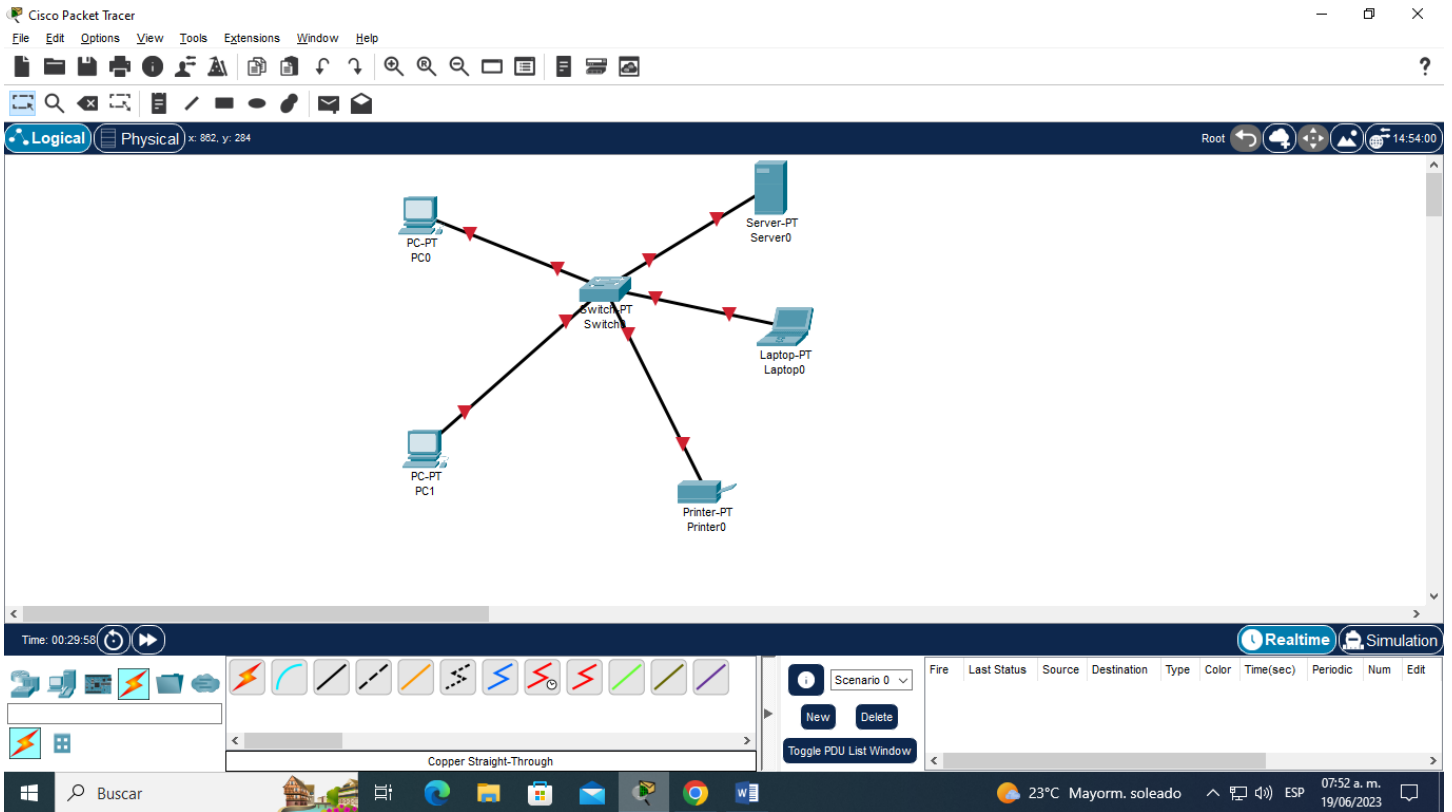 Cisco Packet Tracer
File Edit Options View Tools Extensions Window Help
?
Logical Physical x: 862, y: 284 Root 14:54:00
Server-PT
Server0
PC-PT
PC0
Switch-PT
Switch0
Laptop-PT
Laptop0
PC-PT
PC1
Printer-PT
Printer0
Time: 00:29:58 Realtime Simulation
Scenario 0
New Delete
Toggle PDU List Window
Fire Last Status Source Destination Type Color Time(sec) Periodic Num Edit
Copper Straight-Through
Buscar 23°C Mayorm. soleado ESP 07:52 a. m.
19/06/2023